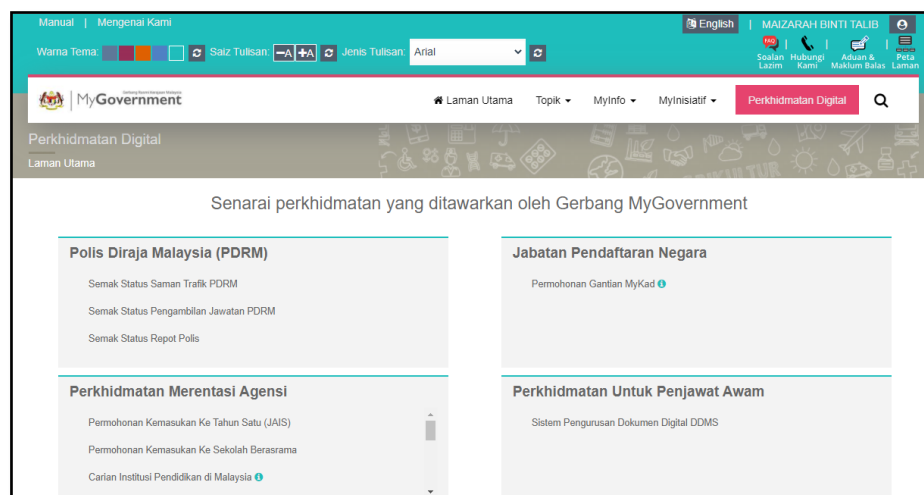 Manual | Mengenai Kami
English | MAIZARAH BINTI TALIB
Warna Tema:
Saiz Tulisan: -A +A
Jenis Tulisan: Arial
FAQ
Soalan Lazim | Hubungi Kami | Aduan & Maklum Balas | Peta Laman
MyGovernment
Laman Utama
Topik
MyInfo
MyInisiatif
Perkhidmatan Digital
Perkhidmatan Digital
Laman Utama
Senarai perkhidmatan yang ditawarkan oleh Gerbang MyGovernment
Polis Diraja Malaysia (PDRM)
Semak Status Saman Trafik PDRM
Semak Status Pengambilan Jawatan PDRM
Semak Status Repot Polis
Jabatan Pendaftaran Negara
Permohonan Gantian MyKad
Perkhidmatan Merentasi Agensi
Permohonan Kemasukan Ke Tahun Satu (JAIS)
Permohonan Kemasukan Ke Sekolah Berasrama
Carian Institusi Pendidikan di Malaysia
Perkhidmatan Untuk Penjawat Awam
Sistem Pengurusan Dokumen Digital DDMS